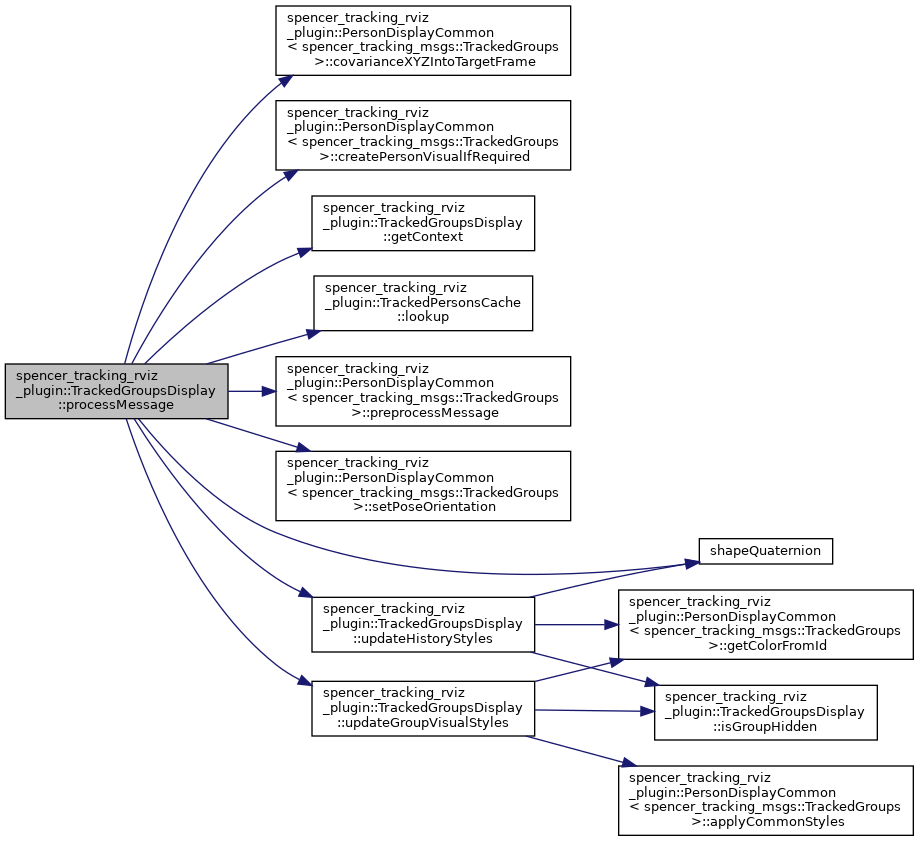 spencer_tracking_rviz
_plugin::PersonDisplayCommon
< spencer_tracking_msgs::TrackedGroups
>::covarianceXYZIntoTargetFrame
spencer_tracking_rviz
_plugin::PersonDisplayCommon
< spencer_tracking_msgs::TrackedGroups
>::createPersonVisualIfRequired
spencer_tracking_rviz
_plugin::TrackedGroupsDisplay
::getContext
spencer_tracking_rviz
_plugin::TrackedPersonsCache
::lookup
spencer_tracking_rviz
_plugin::TrackedGroupsDisplay
::processMessage
spencer_tracking_rviz
_plugin::PersonDisplayCommon
< spencer_tracking_msgs::TrackedGroups
>::preprocessMessage
spencer_tracking_rviz
_plugin::PersonDisplayCommon
< spencer_tracking_msgs::TrackedGroups
>::setPoseOrientation
shapeQuaternion
spencer_tracking_rviz
_plugin::TrackedGroupsDisplay
::updateHistoryStyles
spencer_tracking_rviz
_plugin::PersonDisplayCommon
< spencer_tracking_msgs::TrackedGroups
>::getColorFromId
spencer_tracking_rviz
_plugin::TrackedGroupsDisplay
::updateGroupVisualStyles
spencer_tracking_rviz
_plugin::TrackedGroupsDisplay
::isGroupHidden
spencer_tracking_rviz
_plugin::PersonDisplayCommon
< spencer_tracking_msgs::TrackedGroups
>::applyCommonStyles